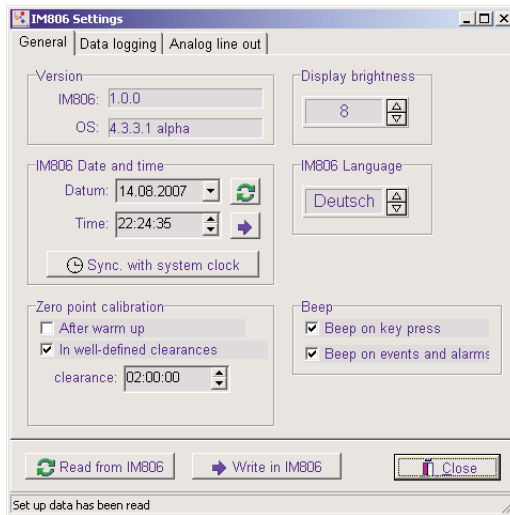 IM806 Settings
General Data logging Analog line out
Version
IM806: 1.0.0
OS: 4.3.3.1 alpha
Display brightness
8
IM806 Date and time
Datum: 14.08.2007
Time: 22:24:35
Sync. with system clock
IM806 Language
Deutsch
Zero point calibration
After warm up
In well-defined clearances
clearance: 02:00:00
Beep
Beep on key press
Beep on events and alarms
Read from IM806 Write in IM806 Close
Set up data has been read